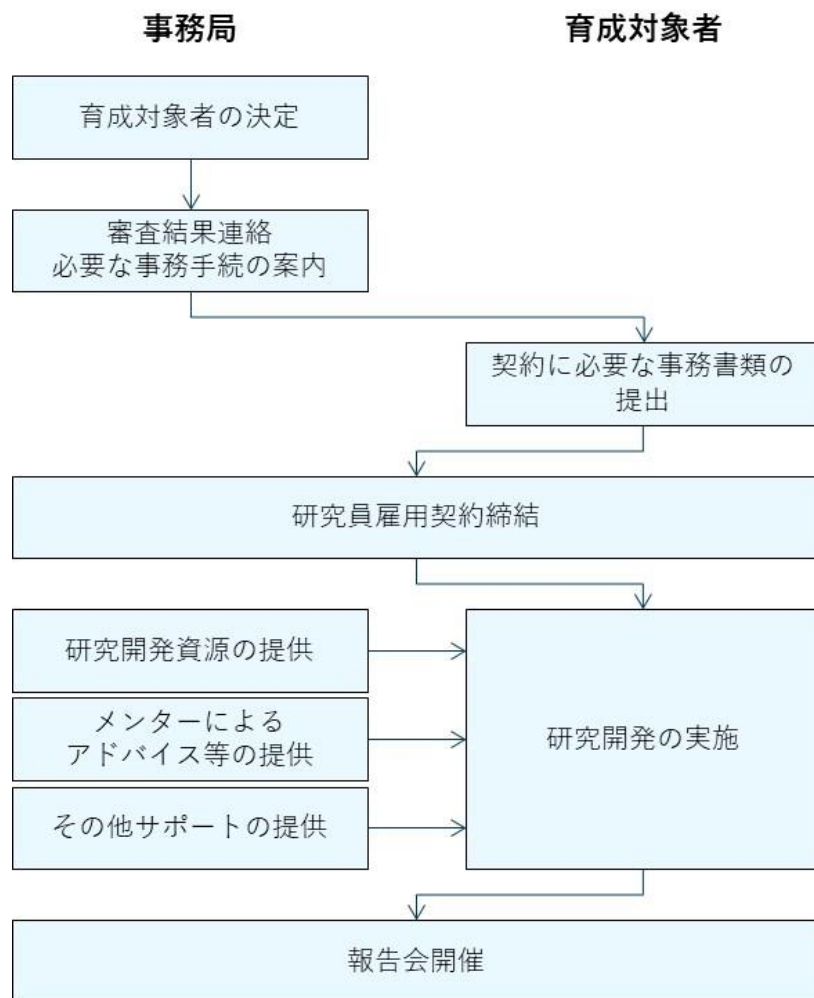 事務局
育成対象者
育成対象者の決定
審査結果連絡
必要な事務手続の案内
契約に必要な事務書類の
提出
研究員雇用契約締結
研究開発資源の提供
メンターによる
アドバイス等の提供
その他サポートの提供
研究開発の実施
報告会開催